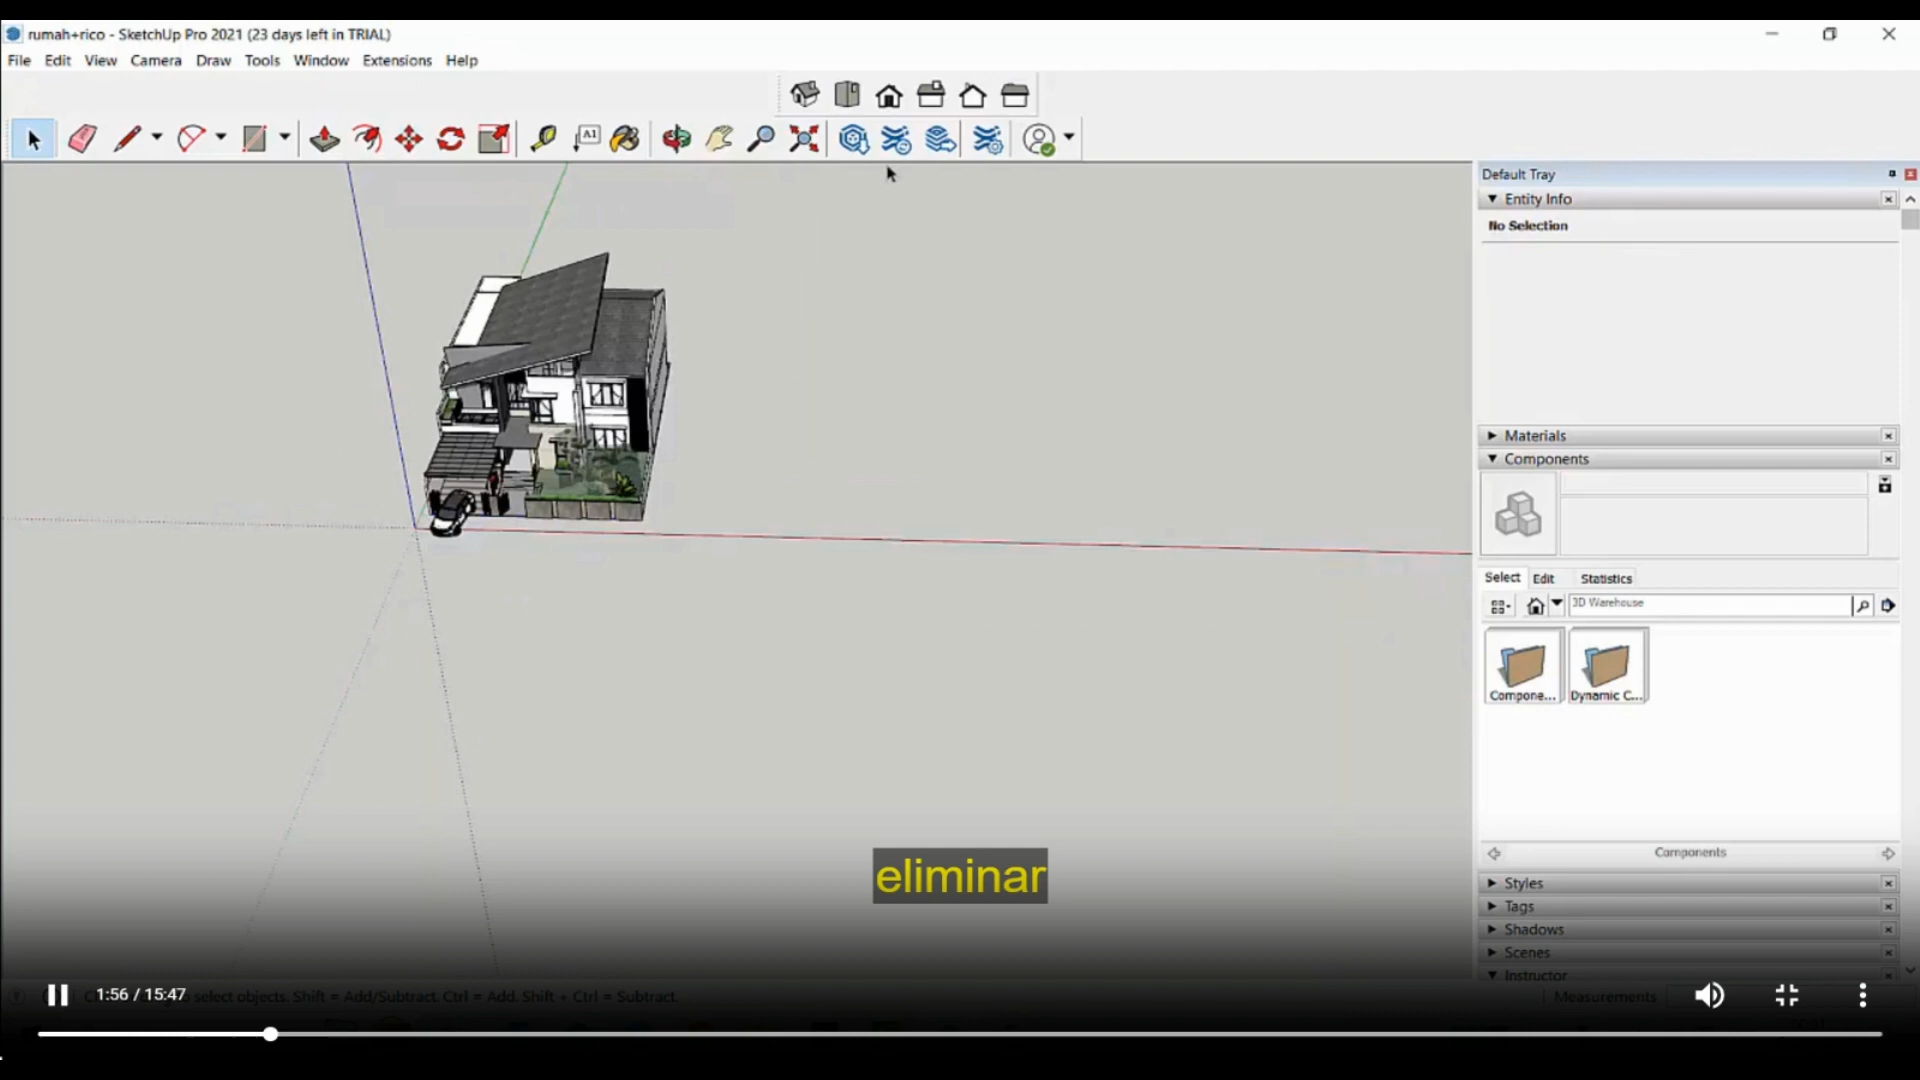 rumah+rico - SketchUp Pro 2021 (23 days left in TRIAL)
File Edit View Camera Draw Tools Window Extensions Help
A1
Default Tray
Entity Info
No Selection
Materials
Components
Select Edit Statistics
3D Warehouse
Compone... Dynamic C...
Components
eliminar
Styles
Tags
Shadows
Scenes
Instructor
1:56 / 15:47
select objects. Shift = Add/Subtract. Ctrl = Add. Shift + Ctrl = Subtract.
Measurements